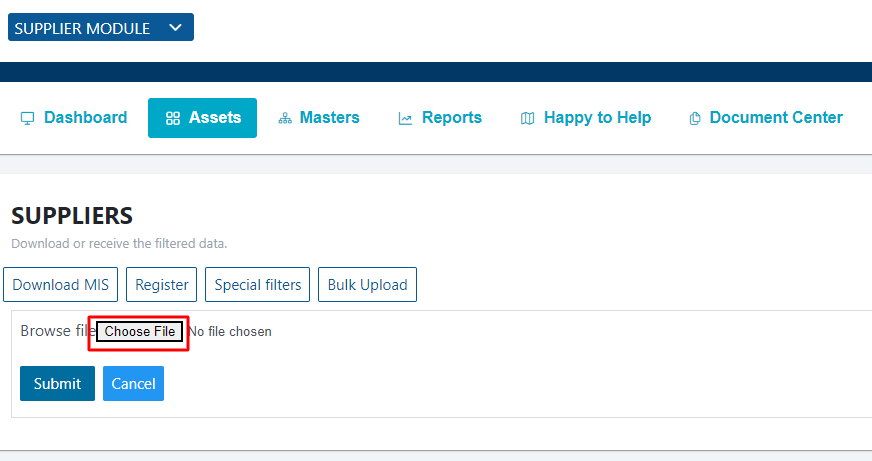 SUPPLIER MODULE
Dashboard Assets Masters Reports Happy to Help Document Center
SUPPLIERS
Download or receive the filtered data.
Download MIS Register Special filters Bulk Upload
Browse file Choose File No file chosen
Submit Cancel